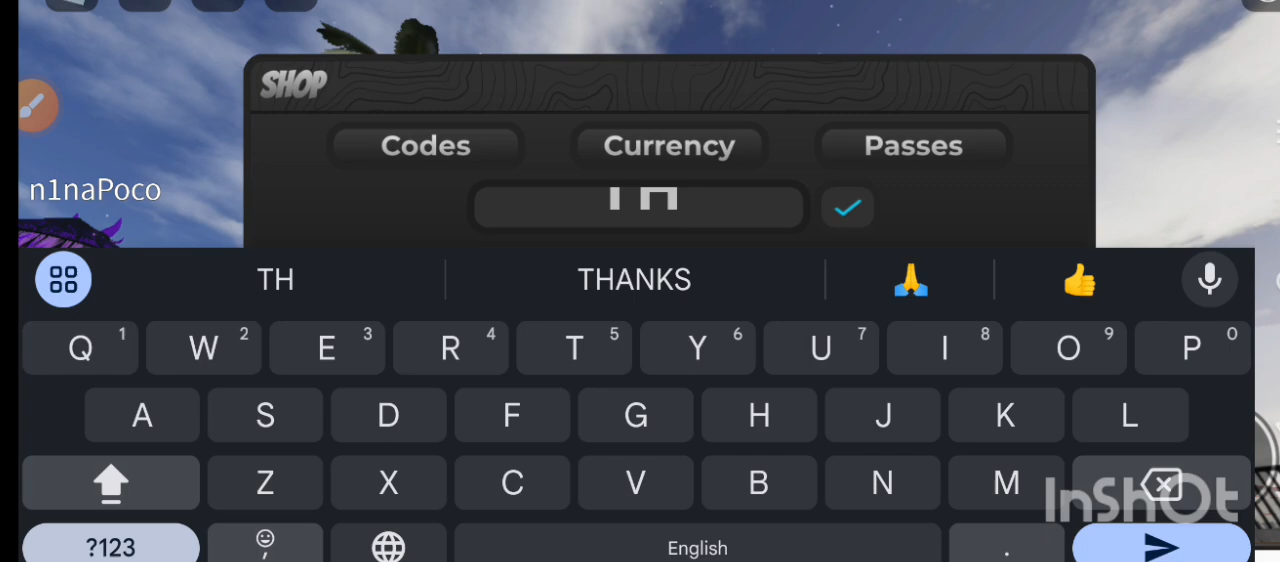 SHOP
Codes Currency Passes
n1naPoco
TH THANKS 🙏 👍
Q 1 W 2 E 3 R 4 T 5 Y 6 U 7 I 8 O 9 P 0
A S D F G H J K L
Z X C V B N M
InShOt
?123 , English .